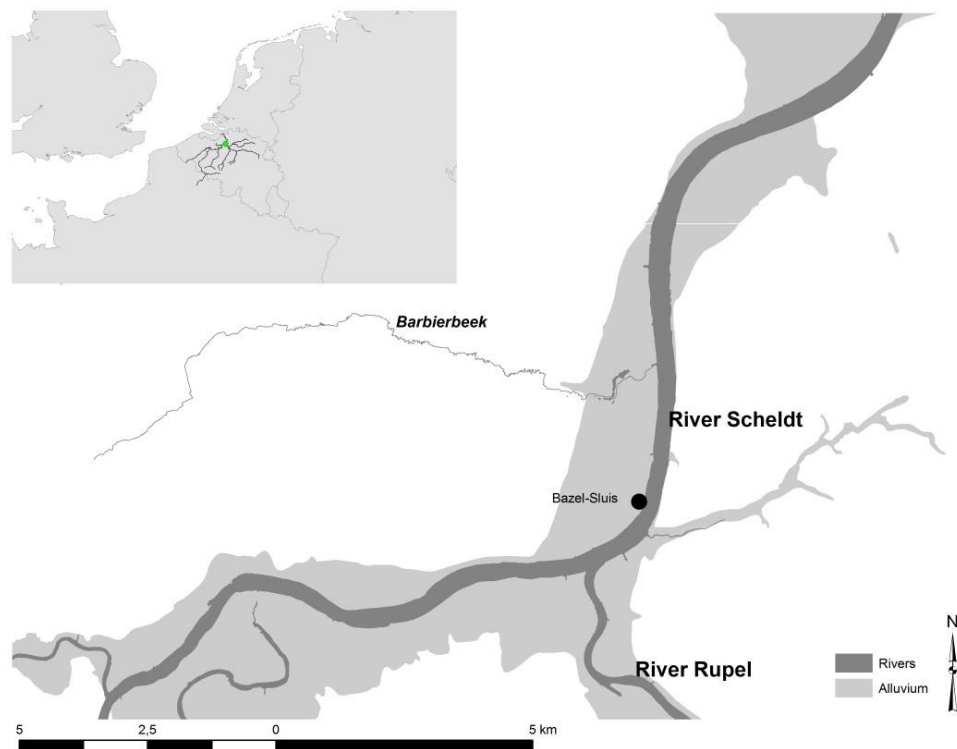 Barbierbeek
River Scheldt
Bazel-Sluis
River Rupel
N
Rivers
Alluvium
5 2,5 0 5 km